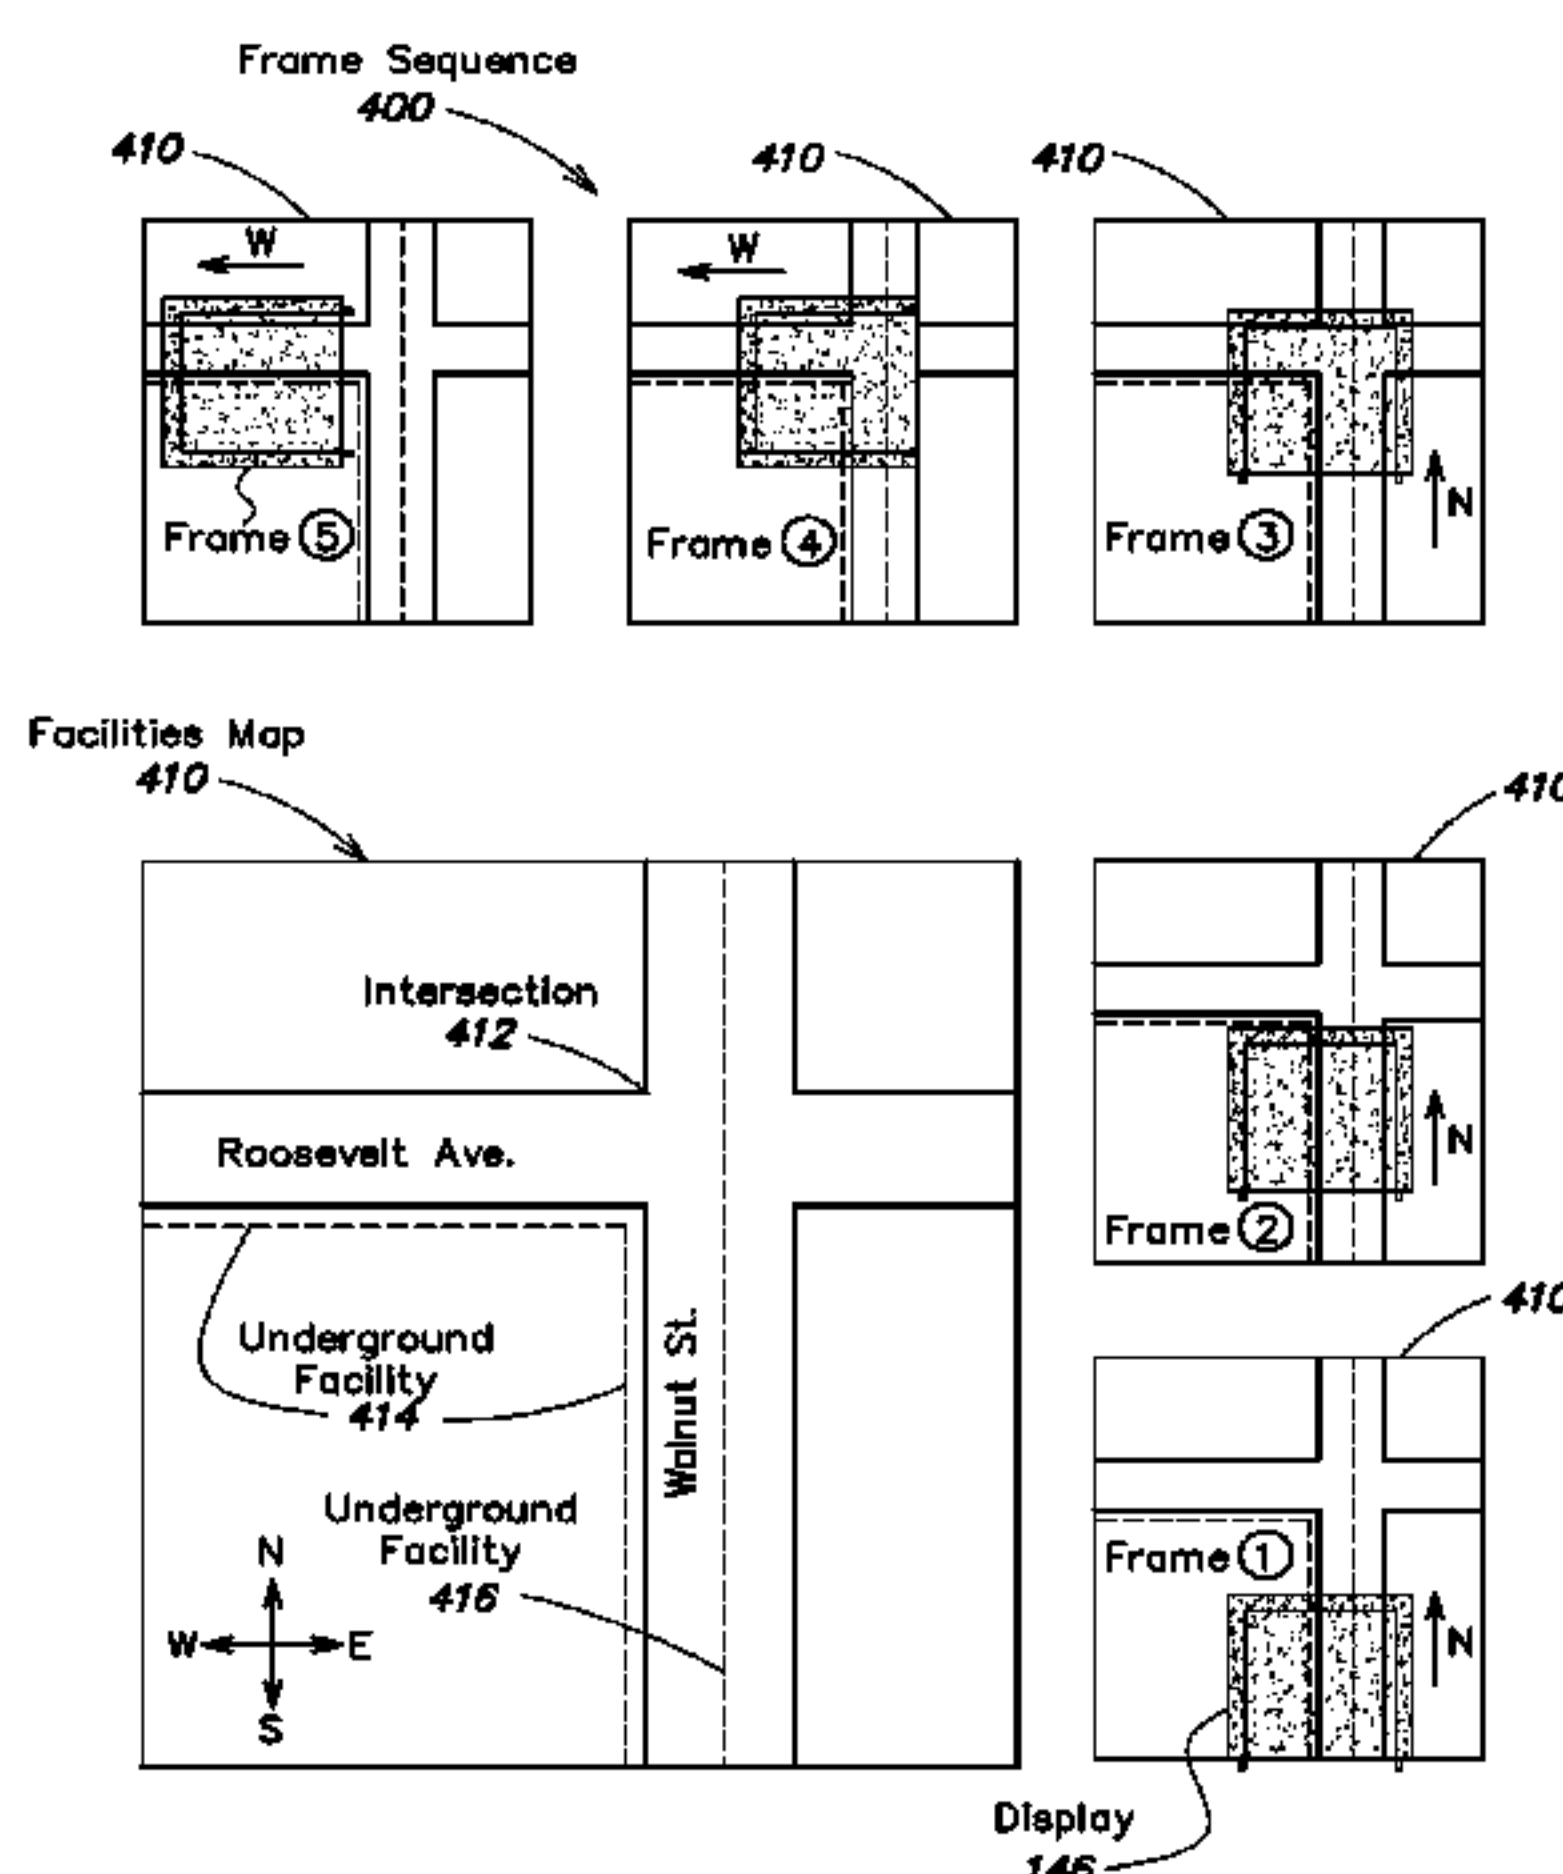 Frame Sequence
400
410
410
410
W
W
N
Frame 5
Frame 4
Frame 3
Facilities Map
410
410
Intersection
412
Roosevelt Ave.
N
Frame 2
410
Underground
Facility
414
Walnut St.
Underground
Facility
416
Frame 1
N
N
W E
S
Display
146